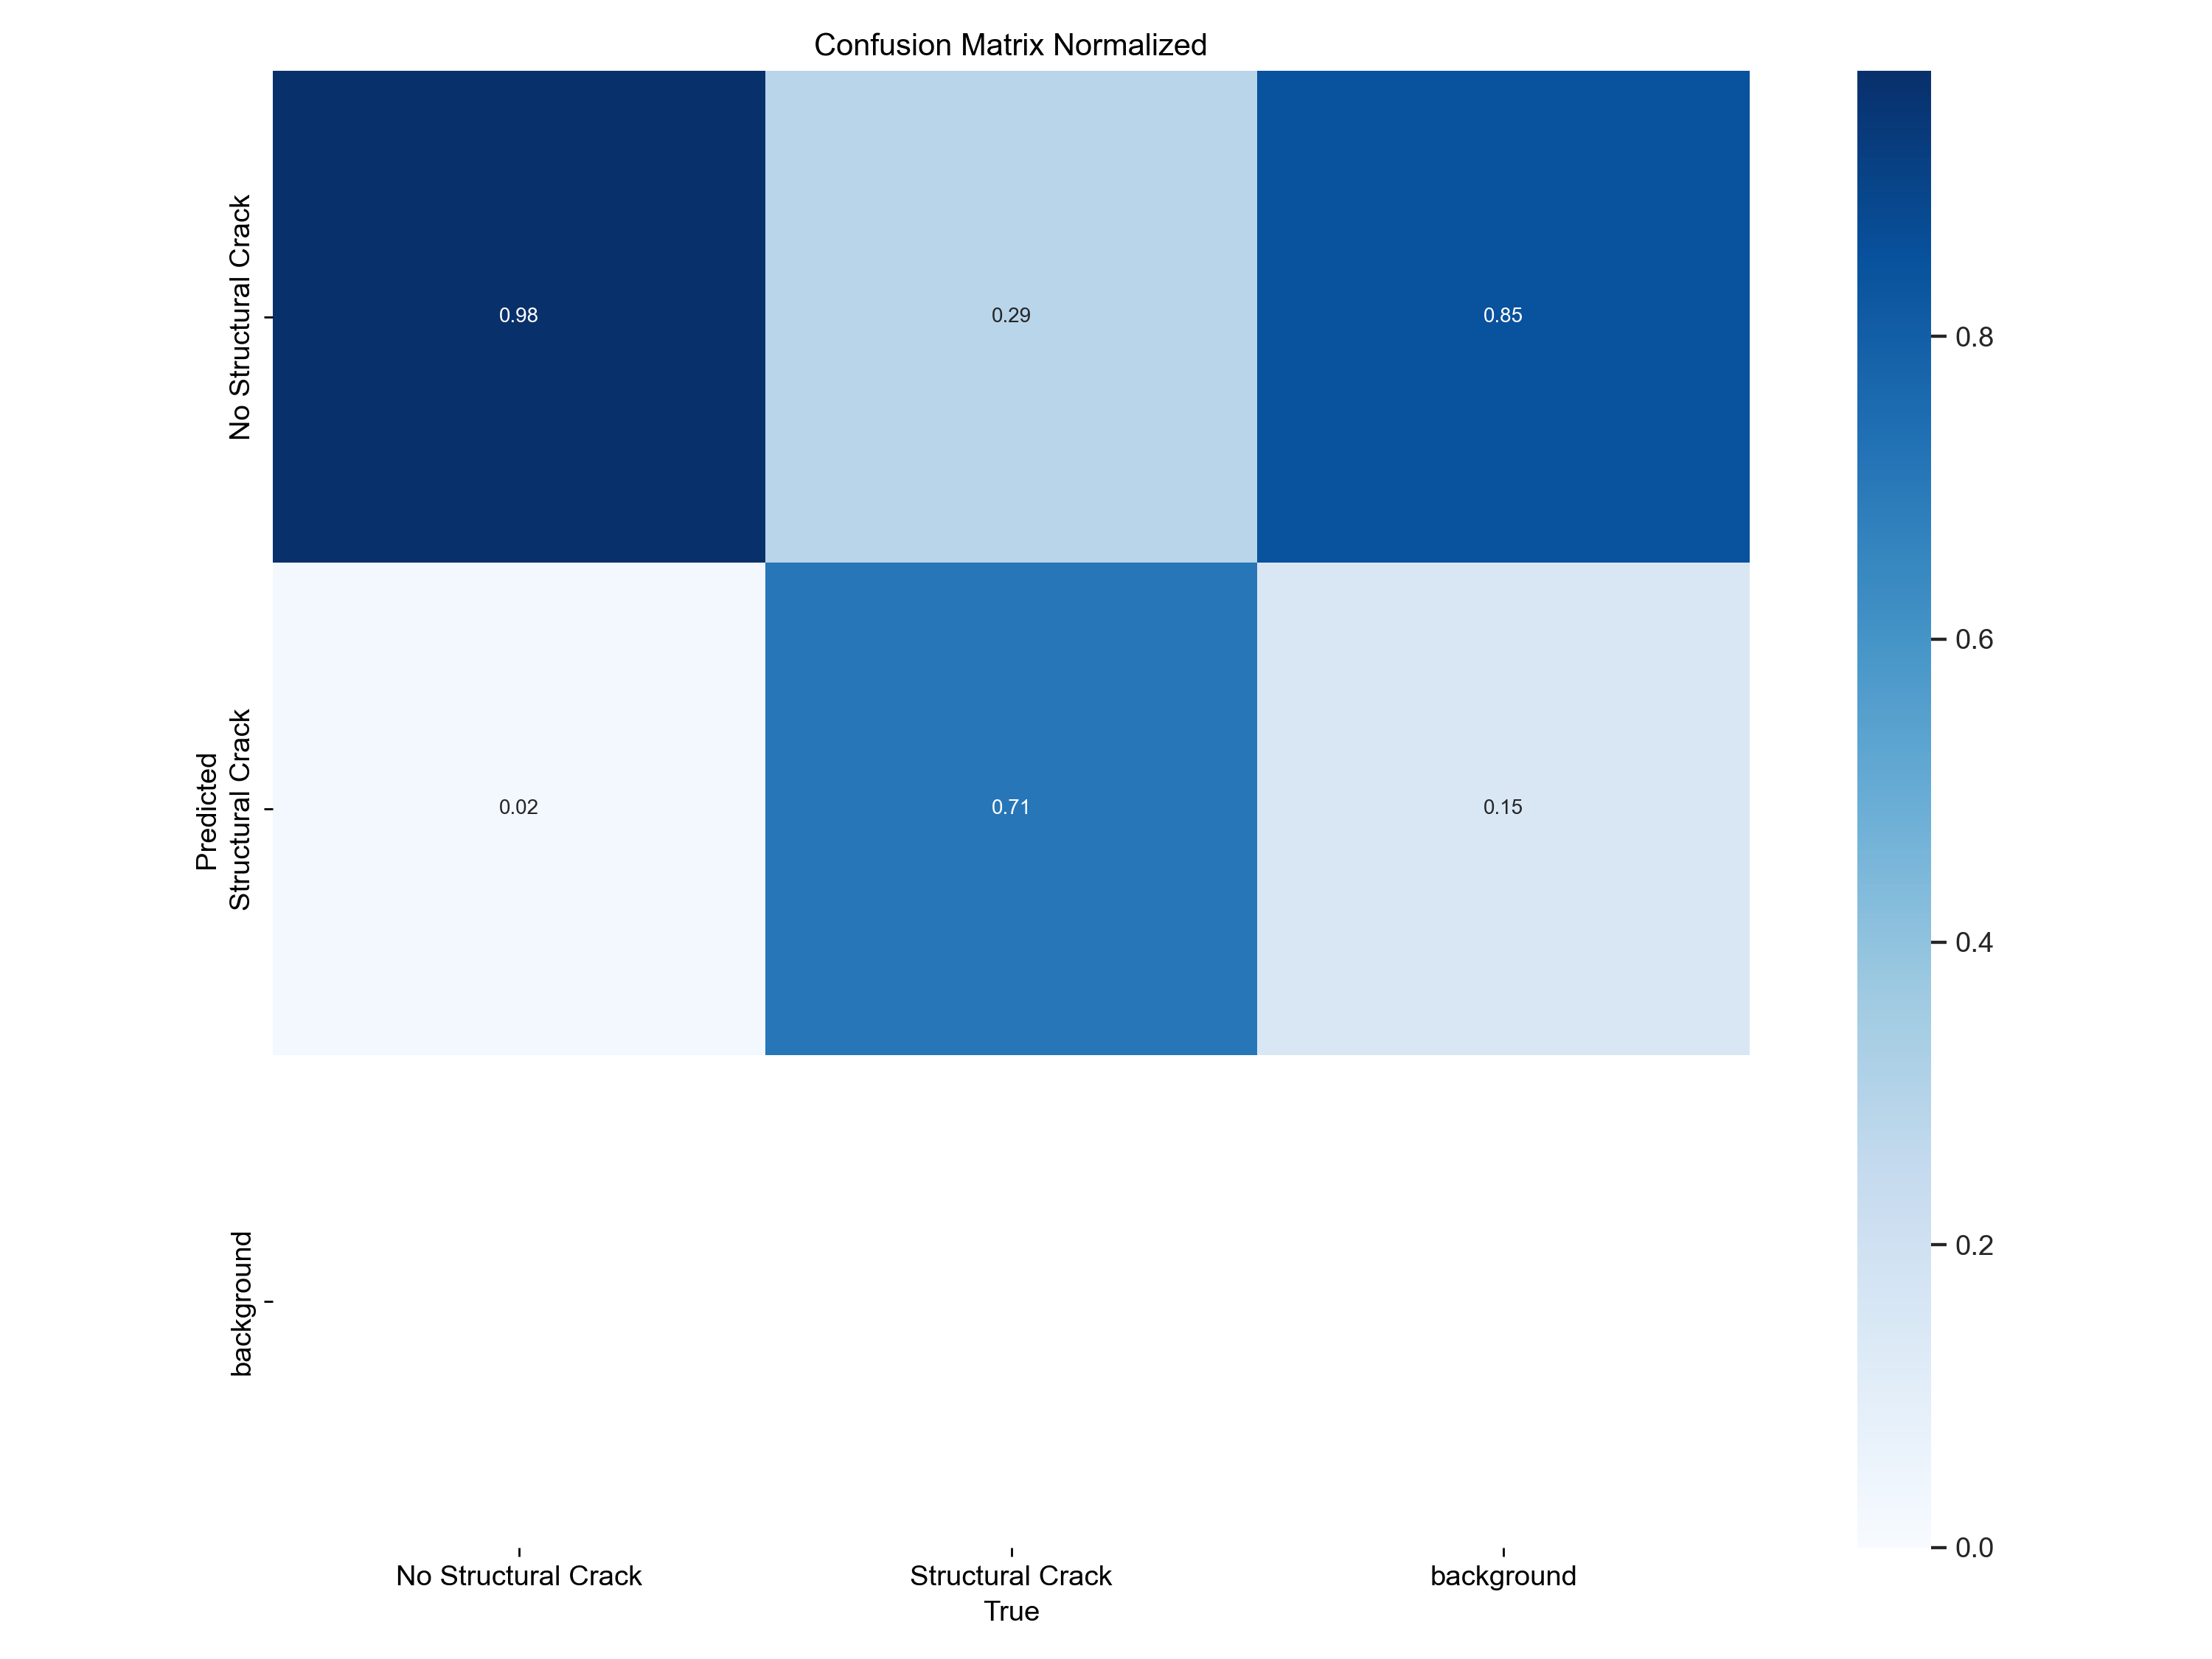 Confusion Matrix Normalized
No Structural Crack
0.98
0.29
0.85
Structural Crack
0.02
0.71
0.15
background
Predicted
No Structural Crack
Structural Crack
background
True
0.8
0.6
0.4
0.2
0.0